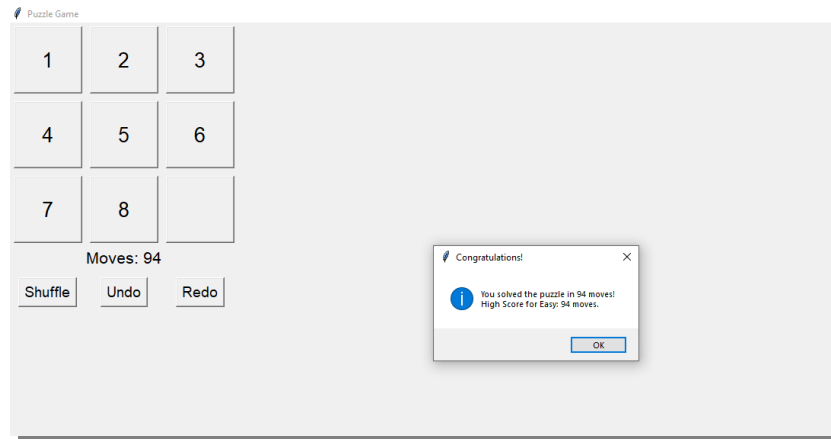 Puzzle Game
1 2 3
4 5 6
7 8
Moves: 94
Shuffle Undo Redo
Congratulations!
You solved the puzzle in 94 moves!
High Score for Easy: 94 moves.
OK